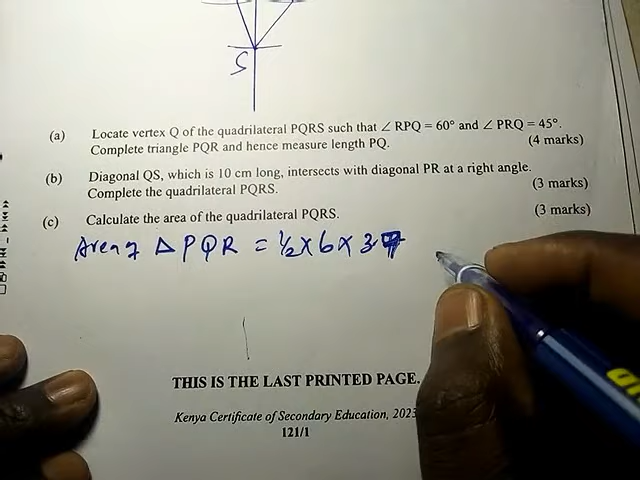 S
(a) Locate vertex Q of the quadrilateral PQRS such that ∠ RPQ = 60° and ∠ PRQ = 45°.
Complete triangle PQR and hence measure length PQ. (4 marks)
(b) Diagonal QS, which is 10 cm long, intersects with diagonal PR at a right angle.
Complete the quadrilateral PQRS. (3 marks)
(c) Calculate the area of the quadrilateral PQRS. (3 marks)
Area of Δ PQR = ½ × 6 × 3.
THIS IS THE LAST PRINTED PAGE.
Kenya Certificate of Secondary Education, 2023
121/1